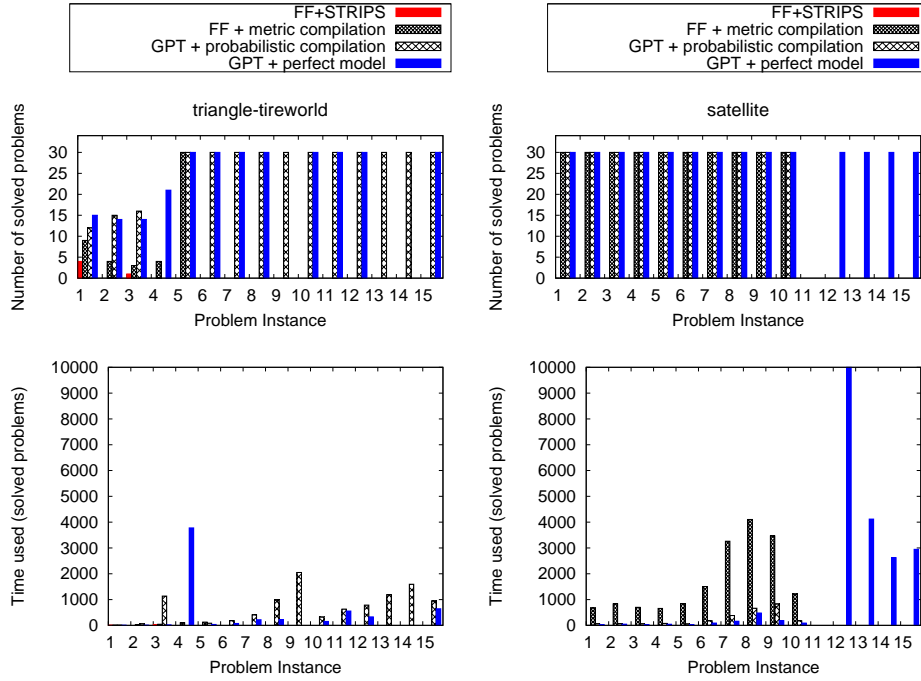 FF+STRIPS
FF + metric compilation
GPT + probabilistic compilation
GPT + perfect model
triangle-tireworld
Number of solved problems
30
25
20
15
10
5
0
1 2 3 4 5 6 7 8 9 10 11 12 13 14 15
Problem Instance
FF+STRIPS
FF + metric compilation
GPT + probabilistic compilation
GPT + perfect model
satellite
Number of solved problems
30
25
20
15
10
5
0
1 2 3 4 5 6 7 8 9 10 11 12 13 14 15
Problem Instance
Time used (solved problems)
10000
9000
8000
7000
6000
5000
4000
3000
2000
1000
0
1 2 3 4 5 6 7 8 9 10 11 12 13 14 15
Problem Instance
Time used (solved problems)
10000
9000
8000
7000
6000
5000
4000
3000
2000
1000
0
1 2 3 4 5 6 7 8 9 10 11 12 13 14 15
Problem Instance